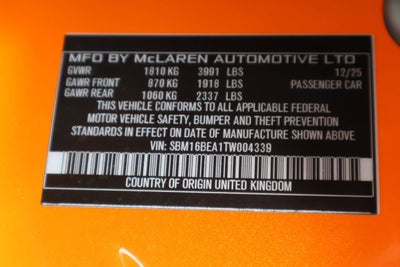 MFD BY McLAREN AUTOMOTIVE LTD
GVWR 1810 KG 3991 LBS 12/25
GAWR FRONT 870 KG 1918 LBS PASSENGER CAR
GAWR REAR 1060 KG 2337 LBS
THIS VEHICLE CONFORMS TO ALL APPLICABLE FEDERAL
MOTOR VEHICLE SAFETY, BUMPER AND THEFT PREVENTION
STANDARDS IN EFFECT ON DATE OF MANUFACTURE SHOWN ABOVE
VIN: SBM16BEA1TW004339
COUNTRY OF ORIGIN UNITED KINGDOM